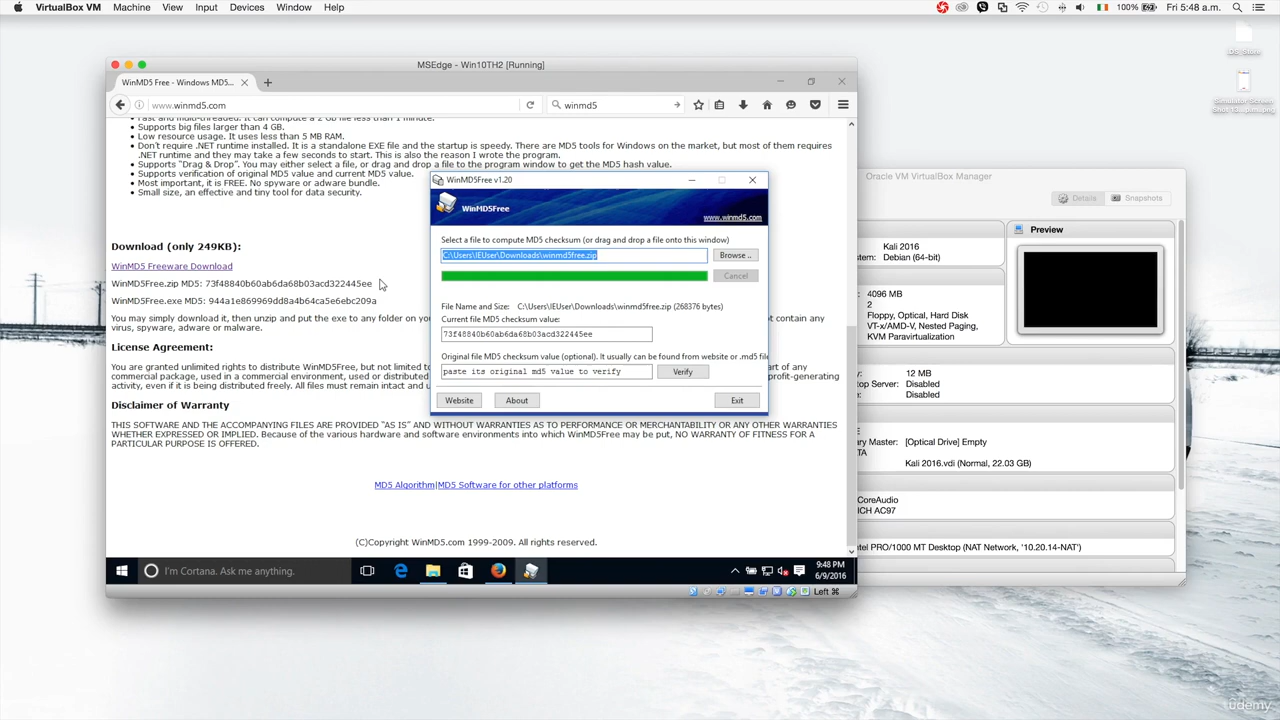 VirtualBox VM Machine View Input Devices Window Help
100% Fri 5:48 a.m.
DS_Store
MSEdge - Win10TH2 [Running]
WinMD5 Free - Windows MD5...
www.winmd5.com
winmd5
• Supports big files larger than 4 GB.
• Low resource usage. It uses less than 5 MB RAM.
• Don't require .NET runtime installed. It is a standalone EXE file and the startup is speedy. There are MD5 tools for Windows on the market, but most of them requires
.NET runtime and they may take a few seconds to start. This is also the reason I wrote the program.
• Supports "Drag & Drop". You may either select a file, or drag and drop a file to the program window to get the MD5 hash value.
• Supports verification of original MD5 value and current MD5 value.
• Most important, it is FREE. No spyware or adware bundle.
• Small size, an effective and tiny tool for data security.
Download (only 249KB):
WinMD5 Freeware Download
WinMD5Free.zip MD5: 73f48840b60ab6da68b03acd322445ee
WinMD5Free.exe MD5: 944a1e869969dd8a4b64ca5e6ebc209a
You may simply download it, then unzip and put the exe to any folder on yo
ot contain any
virus, spyware, adware or malware.
License Agreement:
You are granted unlimited rights to distribute WinMD5Free, but not limited to
art of any
commercial package, used in a commercial environment, used or distributed
profit-generating
activity, even if it is being distributed freely. All files must remain intact and u
Disclaimer of Warranty
THIS SOFTWARE AND THE ACCOMPANYING FILES ARE PROVIDED "AS IS" AND WITHOUT WARRANTIES AS TO PERFORMANCE OR MERCHANTABILITY OR ANY OTHER WARRANTIES
WHETHER EXPRESSED OR IMPLIED. Because of the various hardware and software environments into which WinMD5Free may be put, NO WARRANTY OF FITNESS FOR A
PARTICULAR PURPOSE IS OFFERED.
MD5 Algorithm|MD5 Software for other platforms
(C)Copyright WinMD5.com 1999-2009. All rights reserved.
WinMD5Free v1.20
WinMD5Free
www.winmd5.com
Select a file to compute MD5 checksum (or drag and drop a file onto this window)
C:\Users\IEUser\Downloads\winmd5free.zip
Browse ..
Cancel
File Name and Size: C:\Users\IEUser\Downloads\winmd5free.zip (268376 bytes)
Current file MD5 checksum value:
73f48840b60ab6da68b03acd322445ee
Original file MD5 checksum value (optional). It usually can be found from website or .md5 file
paste its original md5 value to verify
Verify
Website About Exit
I'm Cortana. Ask me anything.
9:48 PM
6/9/2016
Left ⌘
Oracle VM VirtualBox Manager
Details Snapshots
Preview
Kali 2016
stem: Debian (64-bit)
4096 MB
2
Floppy, Optical, Hard Disk
VT-x/AMD-V, Nested Paging,
KVM Paravirtualization
12 MB
top Server: Disabled
Disabled
ary Master: [Optical Drive] Empty
ATA
Kali 2016.vdi (Normal, 22.03 GB)
CoreAudio
ICH AC97
ntel PRO/1000 MT Desktop (NAT Network, '10.20.14-NAT')
udemy